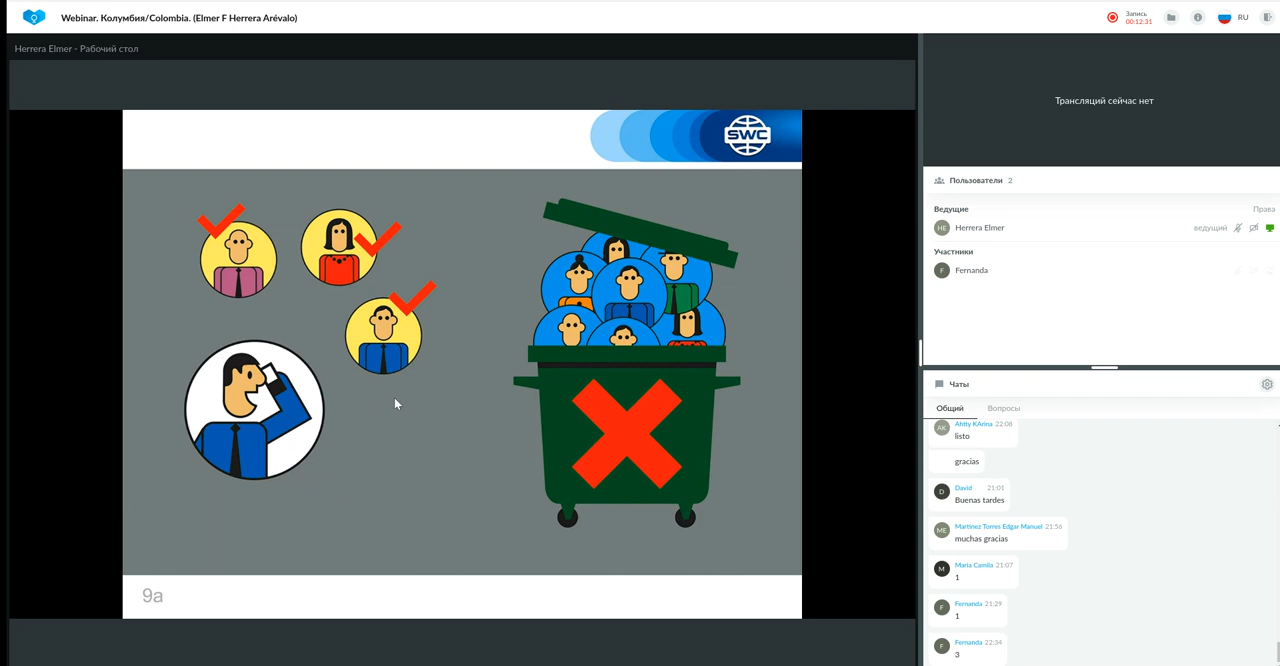 Webinar. Колумбия/Colombia. (Elmer F Herrera Arévalo)
Запись
00:12:31
RU
Herrera Elmer - Рабочий стол
SWC
9a
Трансляций сейчас нет
Пользователи 2
Ведущие Права
HE Herrera Elmer ведущий
Участники
F Fernanda
Чаты
Общий Вопросы
AK Ahtty KArina 22:08
listo
gracias
D David 21:01
Buenas tardes
ME Martinez Torres Edgar Manuel 21:56
muchas gracias
M Maria Camila 21:07
1
F Fernanda 21:29
1
F Fernanda 22:34
3